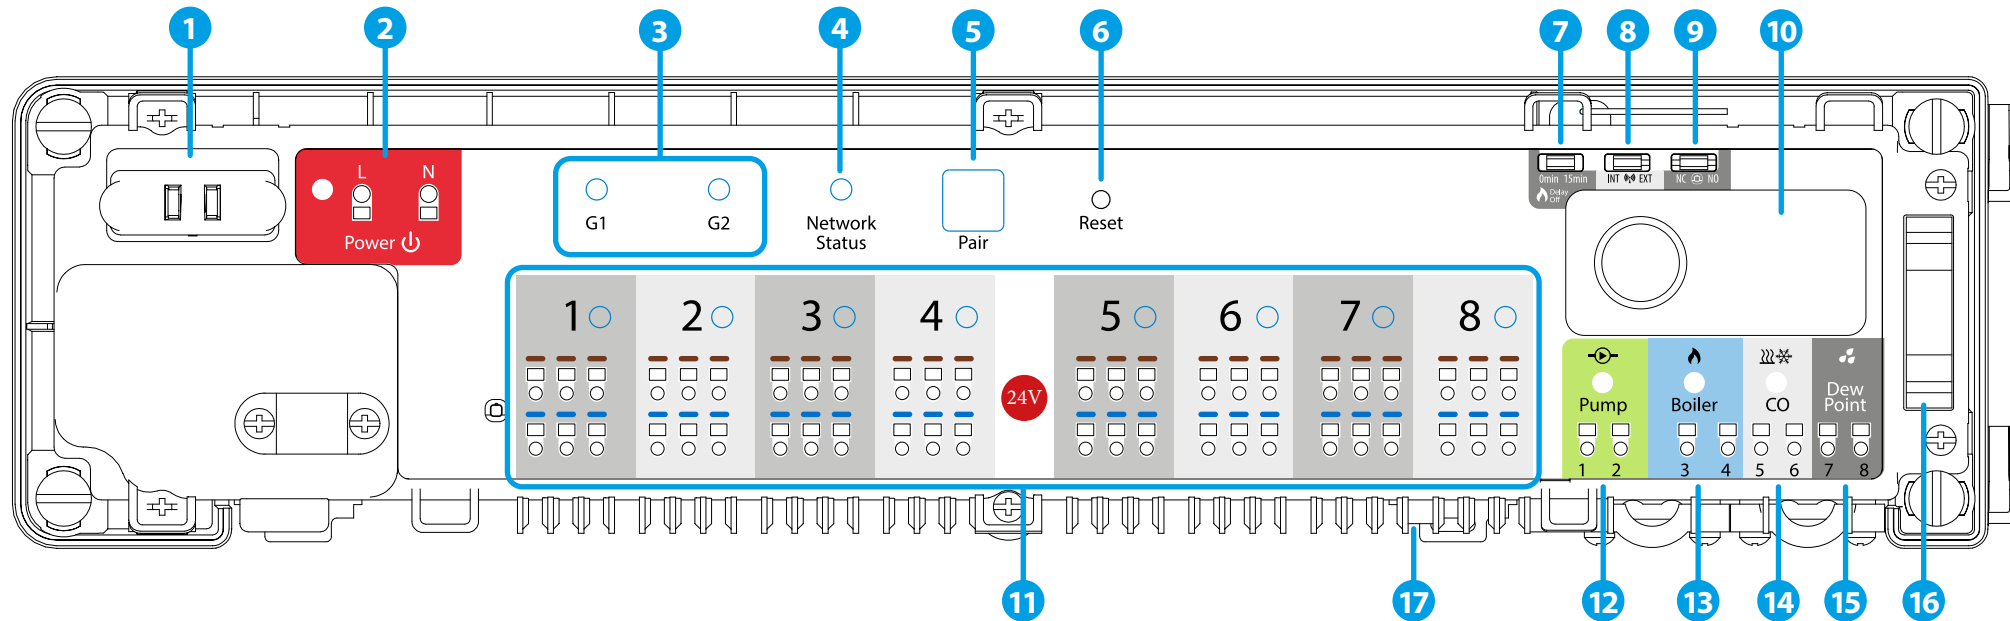 1 2 3 4 5 6 7 8 9 10
L N
Power
G1 G2
Network
Status
Pair
Reset
0min 15min
Delay
Off
INT EXT
NC NO
1 2 3 4 5 6 7 8
24V
Pump Boiler CO Dew
Point
1 2 3 4 5 6 7 8
11 17 12 13 14 15 16